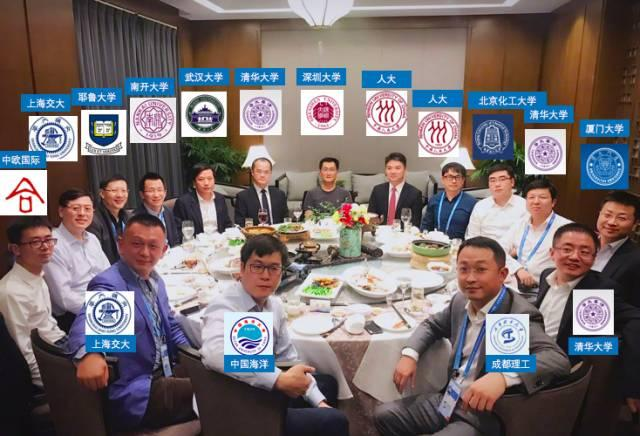 武汉大学
清华大学
深圳大学
人大
南开大学
耶鲁大学
上海交大
人大
北京化工大学
清华大学
厦门大学
中欧国际
上海交大
中国海洋
成都理工
清华大学